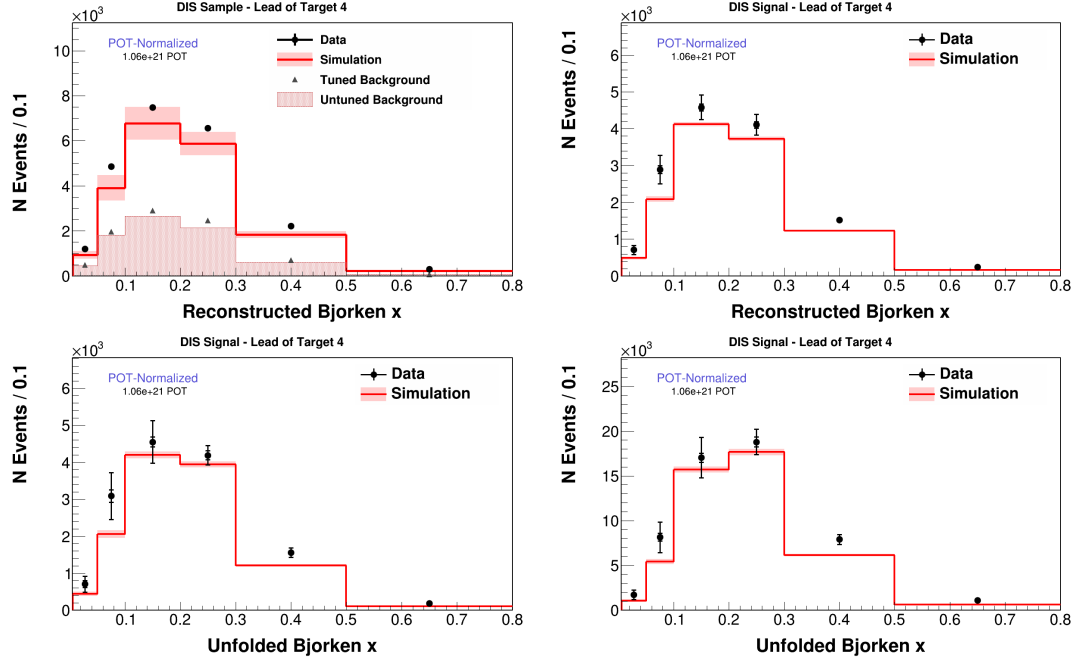 DIS Sample - Lead of Target 4
×10³
POT-Normalized
1.06e+21 POT
Data
Simulation
Tuned Background
Untuned Background
N Events / 0.1
10
8
6
4
2
0
0.1 0.2 0.3 0.4 0.5 0.6 0.7 0.8
Reconstructed Bjorken x
DIS Signal - Lead of Target 4
×10³
POT-Normalized
1.06e+21 POT
Data
Simulation
N Events / 0.1
6
5
4
3
2
1
0
0.1 0.2 0.3 0.4 0.5 0.6 0.7 0.8
Reconstructed Bjorken x
DIS Signal - Lead of Target 4
×10³
POT-Normalized
1.06e+21 POT
Data
Simulation
N Events / 0.1
6
5
4
3
2
1
0
0.1 0.2 0.3 0.4 0.5 0.6 0.7 0.8
Unfolded Bjorken x
DIS Signal - Lead of Target 4
×10³
POT-Normalized
1.06e+21 POT
Data
Simulation
N Events / 0.1
25
20
15
10
5
0
0.1 0.2 0.3 0.4 0.5 0.6 0.7 0.8
Unfolded Bjorken x